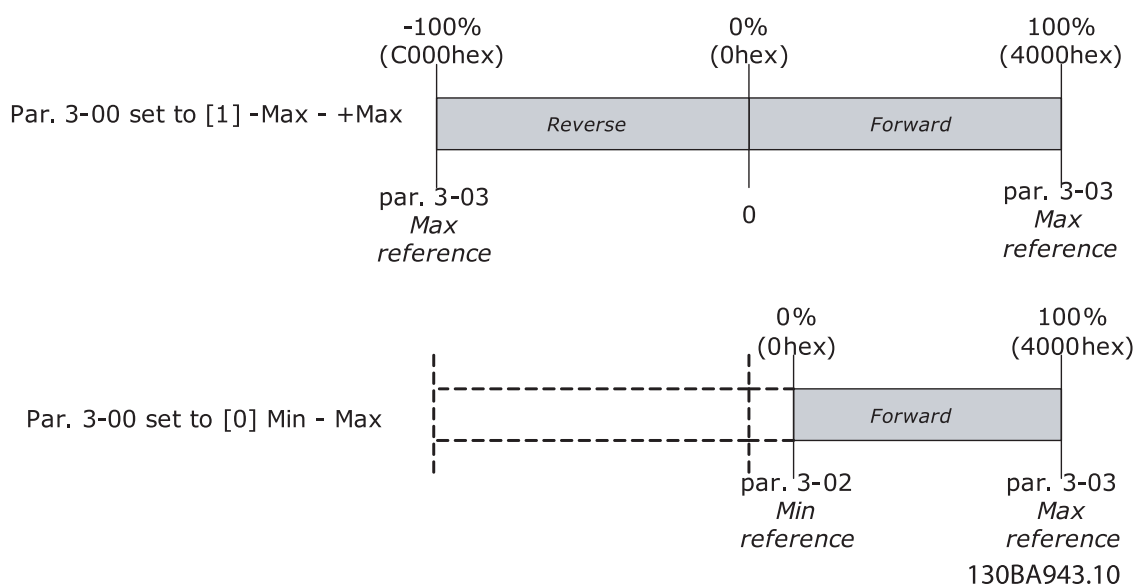 -100%
(C000hex)
0%
(0hex)
100%
(4000hex)
Par. 3-00 set to [1] -Max - +Max
Reverse
Forward
par. 3-03
Max
reference
0
par. 3-03
Max
reference
0%
(0hex)
100%
(4000hex)
Par. 3-00 set to [0] Min - Max
Forward
par. 3-02
Min
reference
par. 3-03
Max
reference
130BA943.10